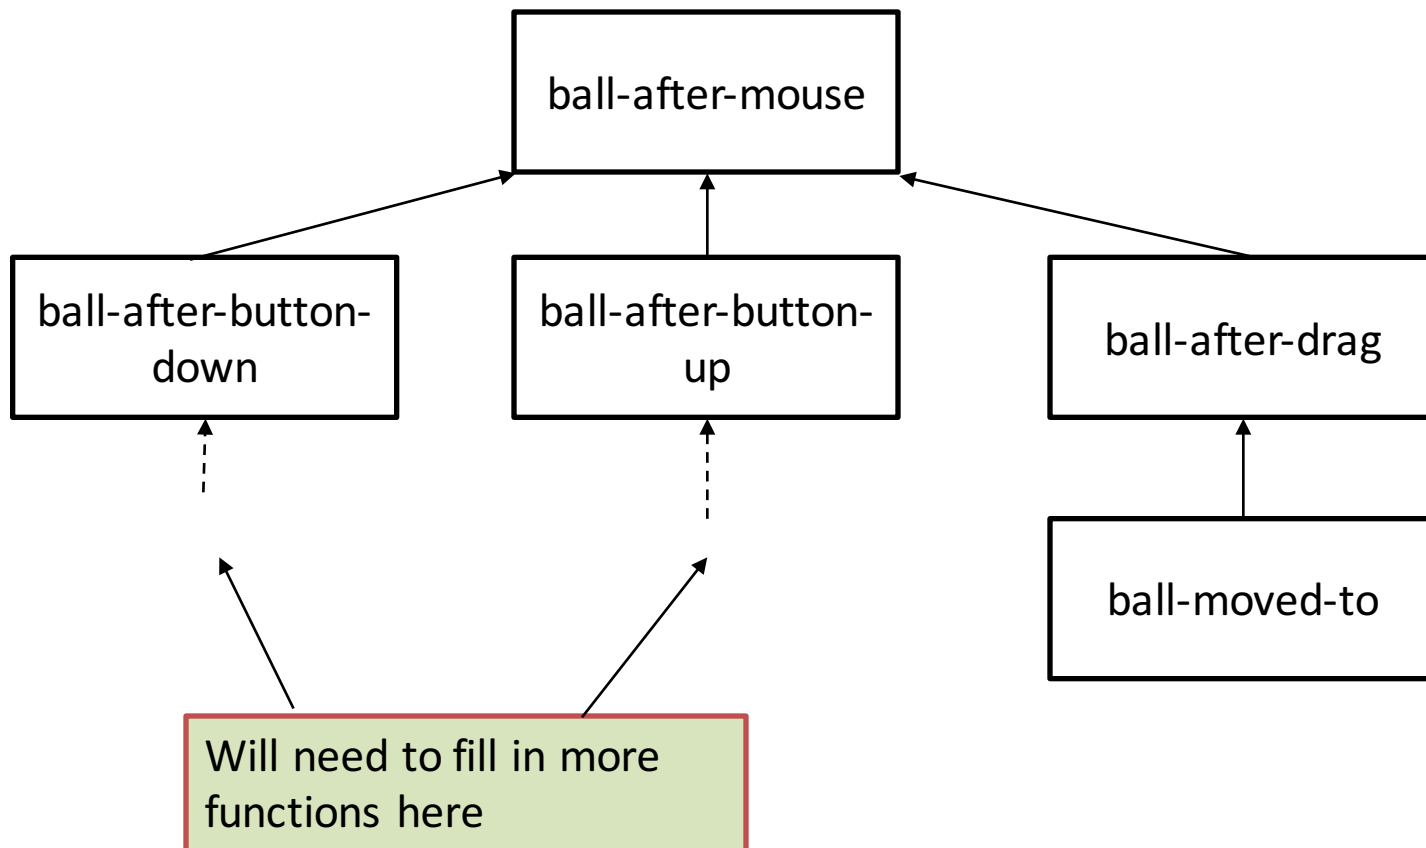 ball-after-mouse
ball-after-button-
down
ball-after-button-
up
ball-after-drag
ball-moved-to
Will need to fill in more
functions here